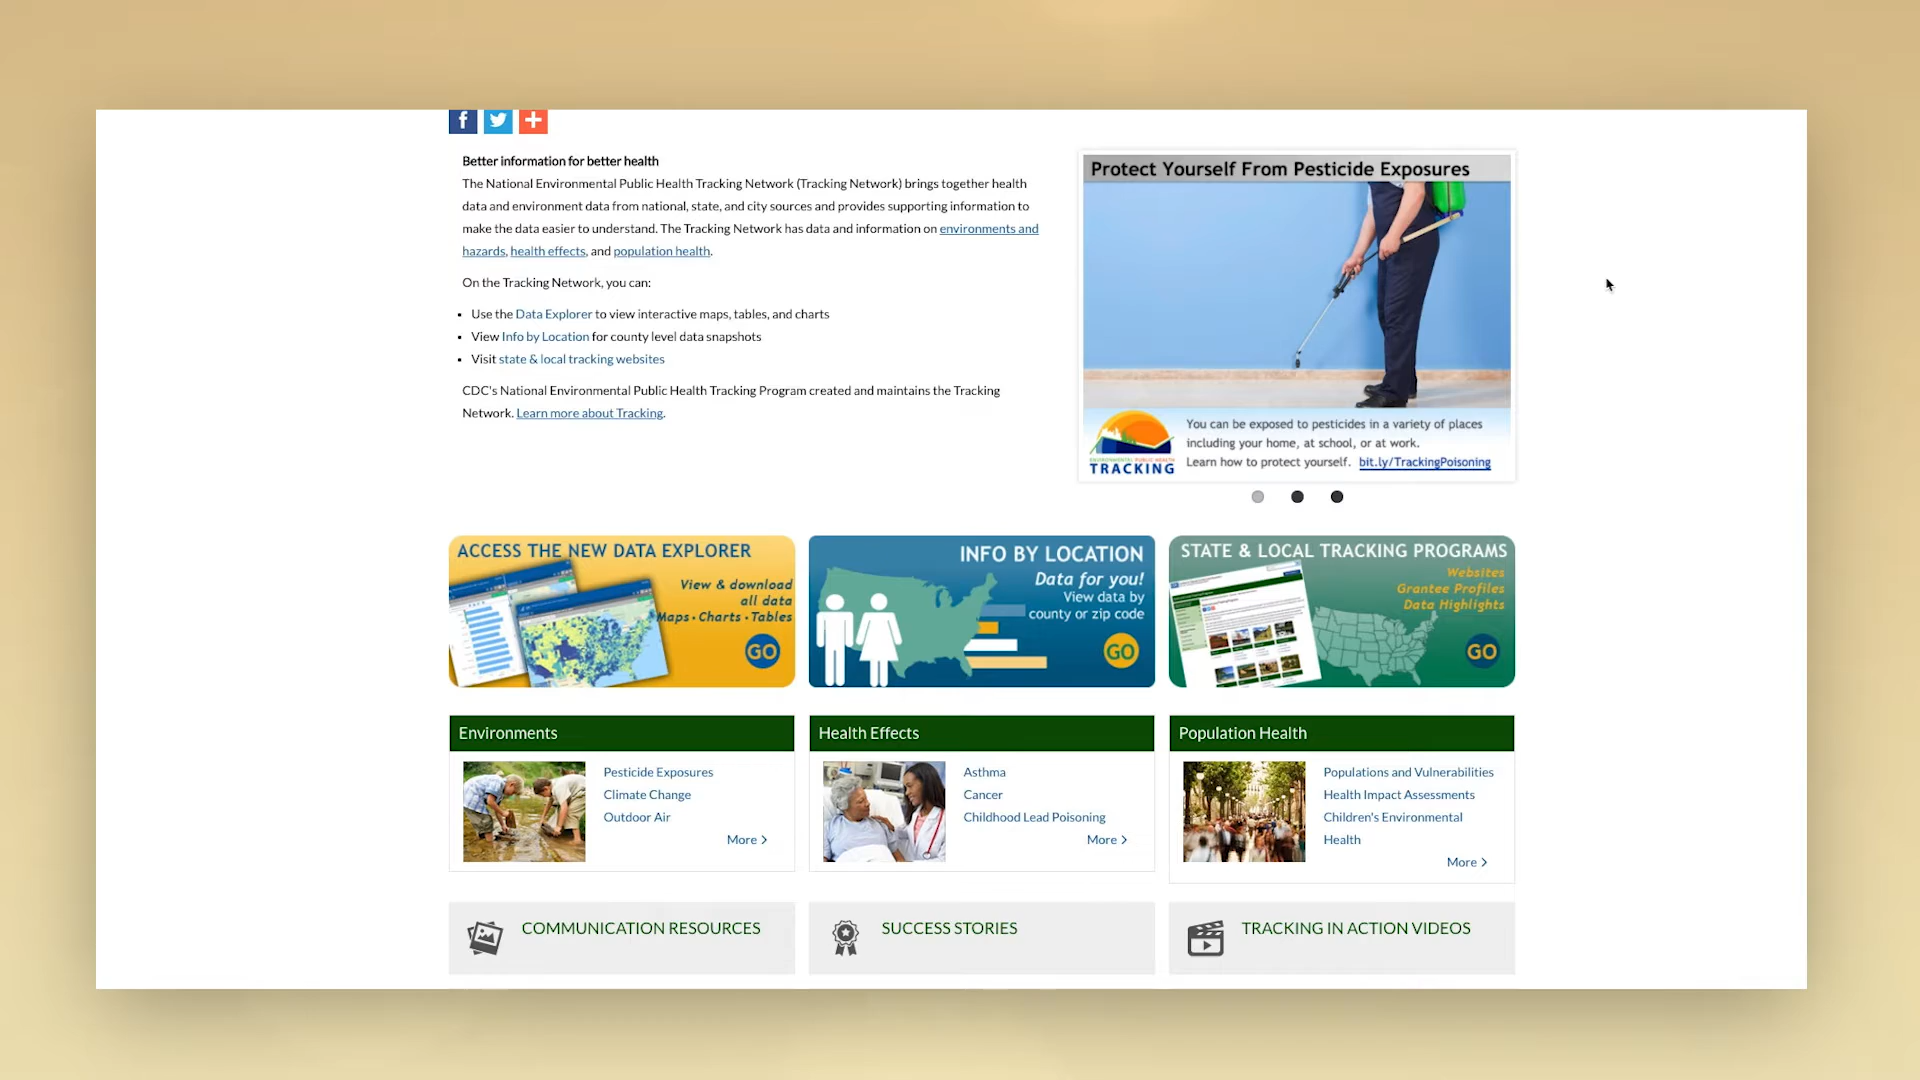 Better information for better health
The National Environmental Public Health Tracking Network (Tracking Network) brings together health
data and environment data from national, state, and city sources and provides supporting information to
make the data easier to understand. The Tracking Network has data and information on environments and
hazards, health effects, and population health.
On the Tracking Network, you can:
Use the Data Explorer to view interactive maps, tables, and charts
View Info by Location for county level data snapshots
Visit state & local tracking websites
CDC's National Environmental Public Health Tracking Program created and maintains the Tracking
Network. Learn more about Tracking.
Protect Yourself From Pesticide Exposures
You can be exposed to pesticides in a variety of places
including your home, at school, or at work.
Learn how to protect yourself. bit.ly/TrackingPoisoning
ENVIRONMENTAL PUBLIC HEALTH
TRACKING
ACCESS THE NEW DATA EXPLORER
View & download
all data
Maps • Charts • Tables
GO
INFO BY LOCATION
Data for you!
View data by
county or zip code
GO
STATE & LOCAL TRACKING PROGRAMS
Websites
Grantee Profiles
Data Highlights
GO
Environments
Pesticide Exposures
Climate Change
Outdoor Air
More >
Health Effects
Asthma
Cancer
Childhood Lead Poisoning
More >
Population Health
Populations and Vulnerabilities
Health Impact Assessments
Children's Environmental
Health
More >
COMMUNICATION RESOURCES
SUCCESS STORIES
TRACKING IN ACTION VIDEOS